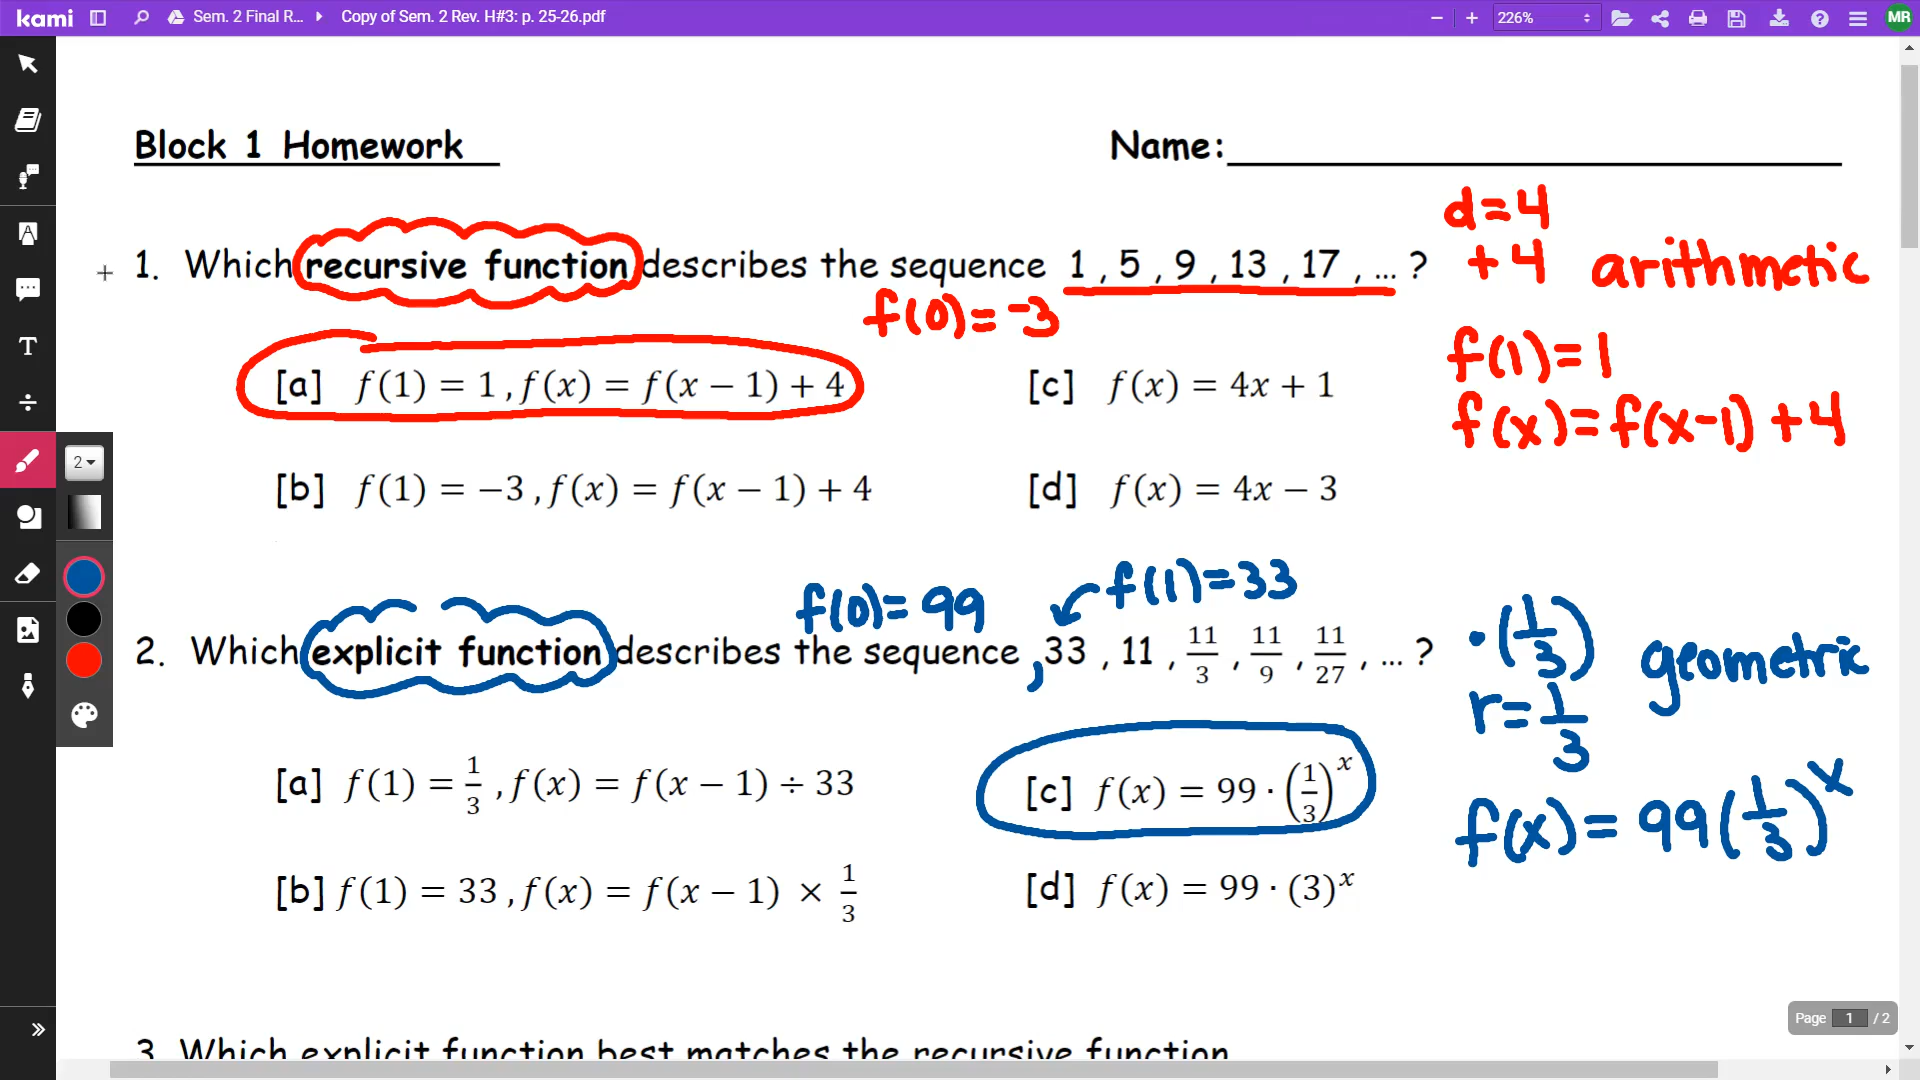 kami Sem. 2 Final R... Copy of Sem. 2 Rev. H#3: p. 25-26.pdf 226% MR
Block 1 Homework Name:
d=4
1. Which recursive function describes the sequence 1 , 5 , 9 , 13 , 17 , ... ? +4 arithmetic
f(0)= -3
f(1)=1
[a] f(1) = 1 , f(x) = f(x − 1) + 4 [c] f(x) = 4x + 1
f(x)=f(x-1)+4
[b] f(1) = −3 , f(x) = f(x − 1) + 4 [d] f(x) = 4x − 3
f(0)= 99 f(1)=33
2. Which explicit function describes the sequence , 33 , 11 , 11/3 , 11/9 , 11/27 , ... ? •(1/3) geometric
r=1/3
[a] f(1) = 1/3 , f(x) = f(x − 1) ÷ 33 [c] f(x) = 99 · (1/3)^x
f(x)= 99(1/3)^x
[b] f(1) = 33 , f(x) = f(x − 1) × 1/3 [d] f(x) = 99 · (3)^x
Page 1 / 2
3. Which explicit function best matches the recursive function
2